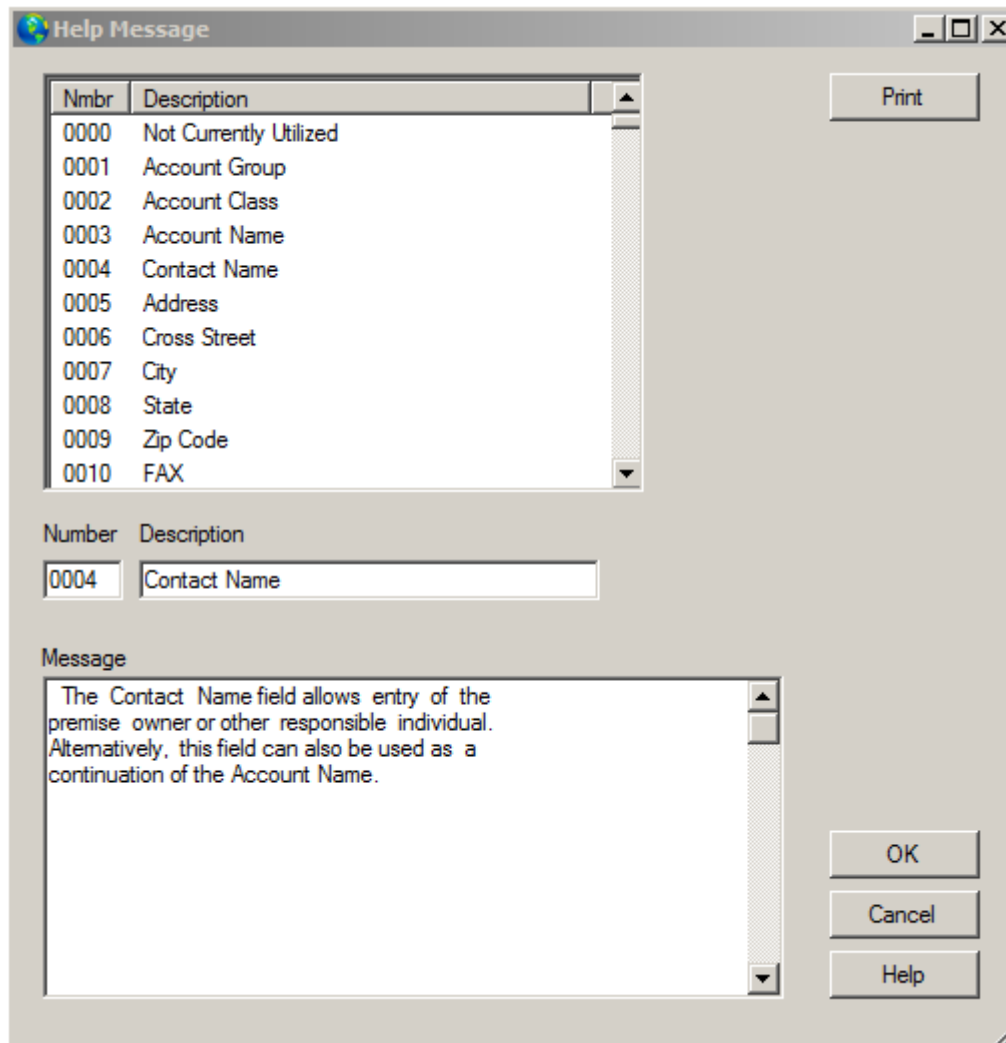 Help Message
Nmbr Description
0000 Not Currently Utilized
0001 Account Group
0002 Account Class
0003 Account Name
0004 Contact Name
0005 Address
0006 Cross Street
0007 City
0008 State
0009 Zip Code
0010 FAX
Print
Number Description
0004 Contact Name
Message
The Contact Name field allows entry of the
premise owner or other responsible individual.
Alternatively, this field can also be used as a
continuation of the Account Name.
OK
Cancel
Help